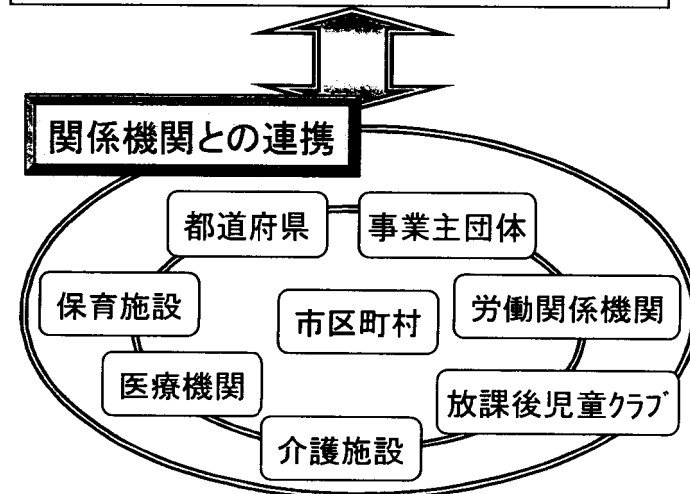 関係機関との連携
都道府県
事業主団体
保育施設
市区町村
労働関係機関
医療機関
放課後児童ｸﾗﾌﾞ
介護施設